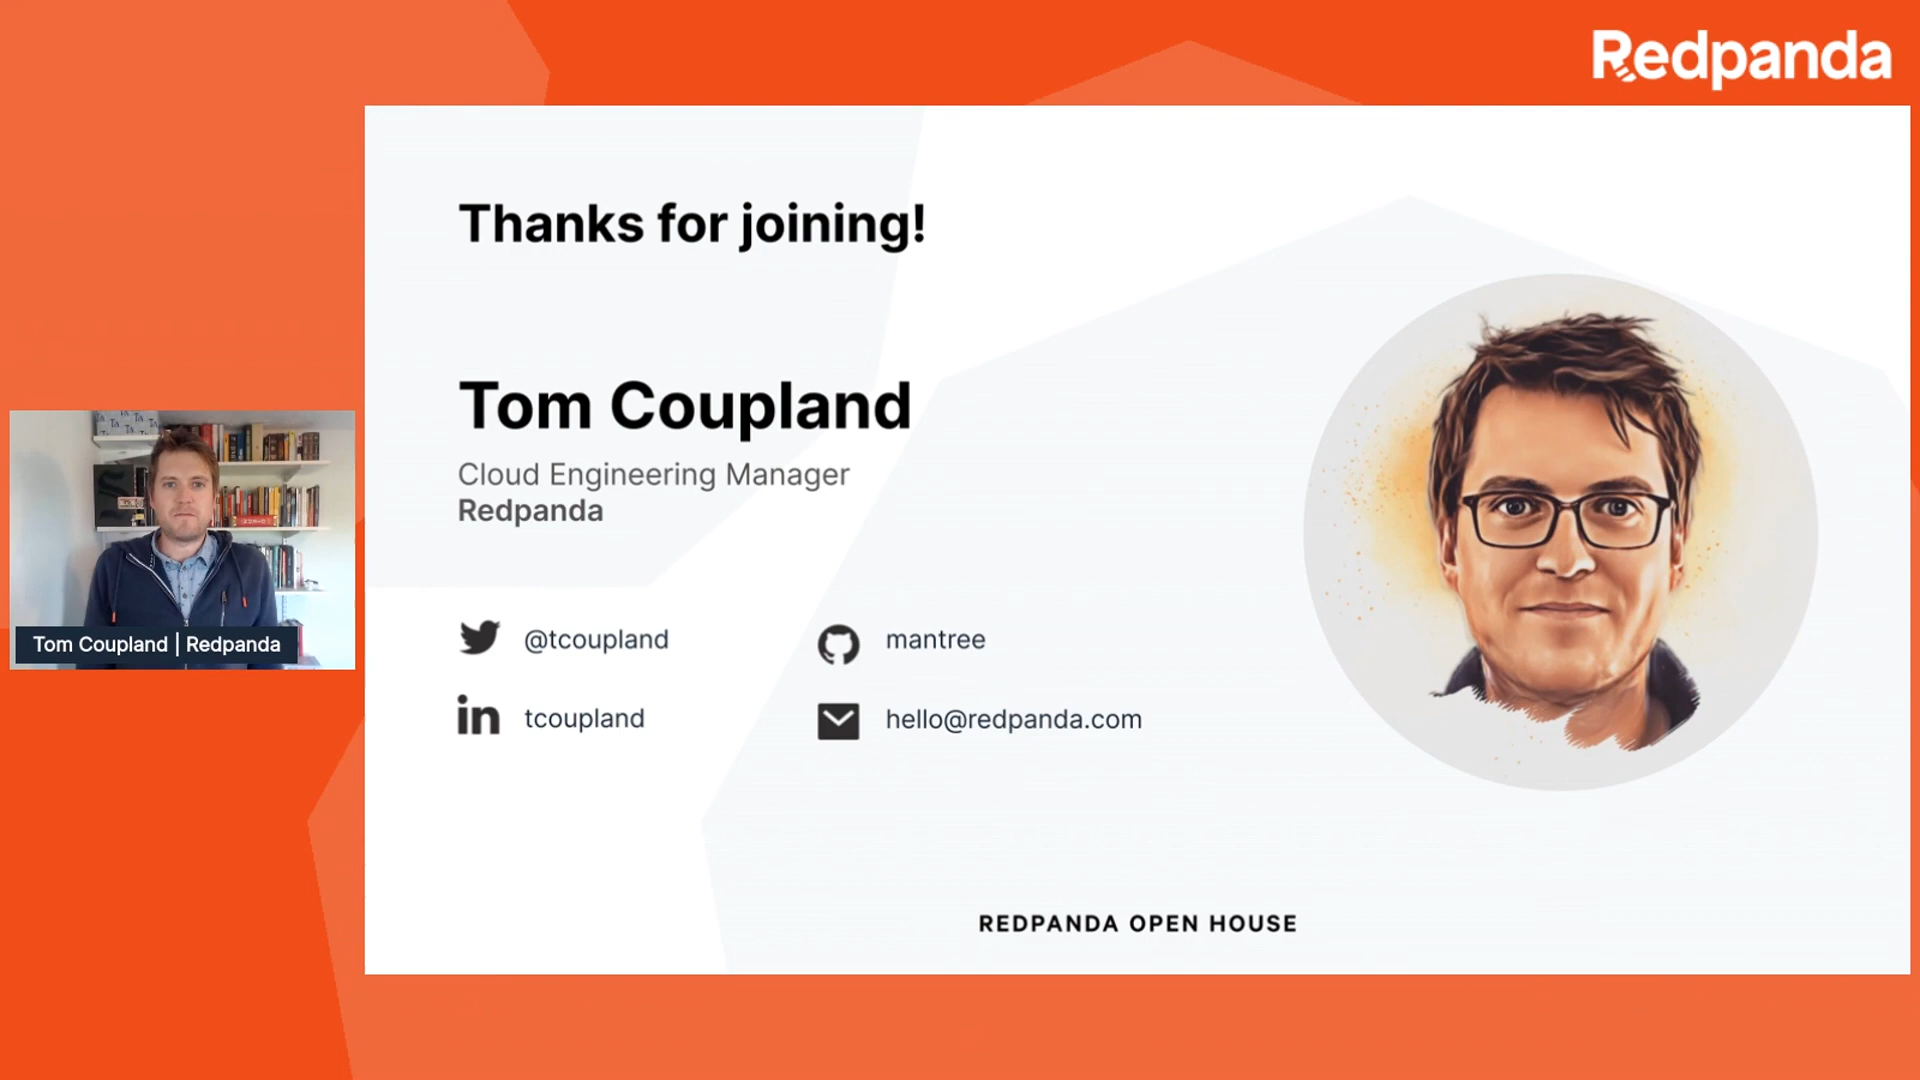 Redpanda
Thanks for joining!
Tom Coupland
Cloud Engineering Manager
Redpanda
@tcoupland
mantree
tcoupland
hello@redpanda.com
REDPANDA OPEN HOUSE
Tom Coupland | Redpanda